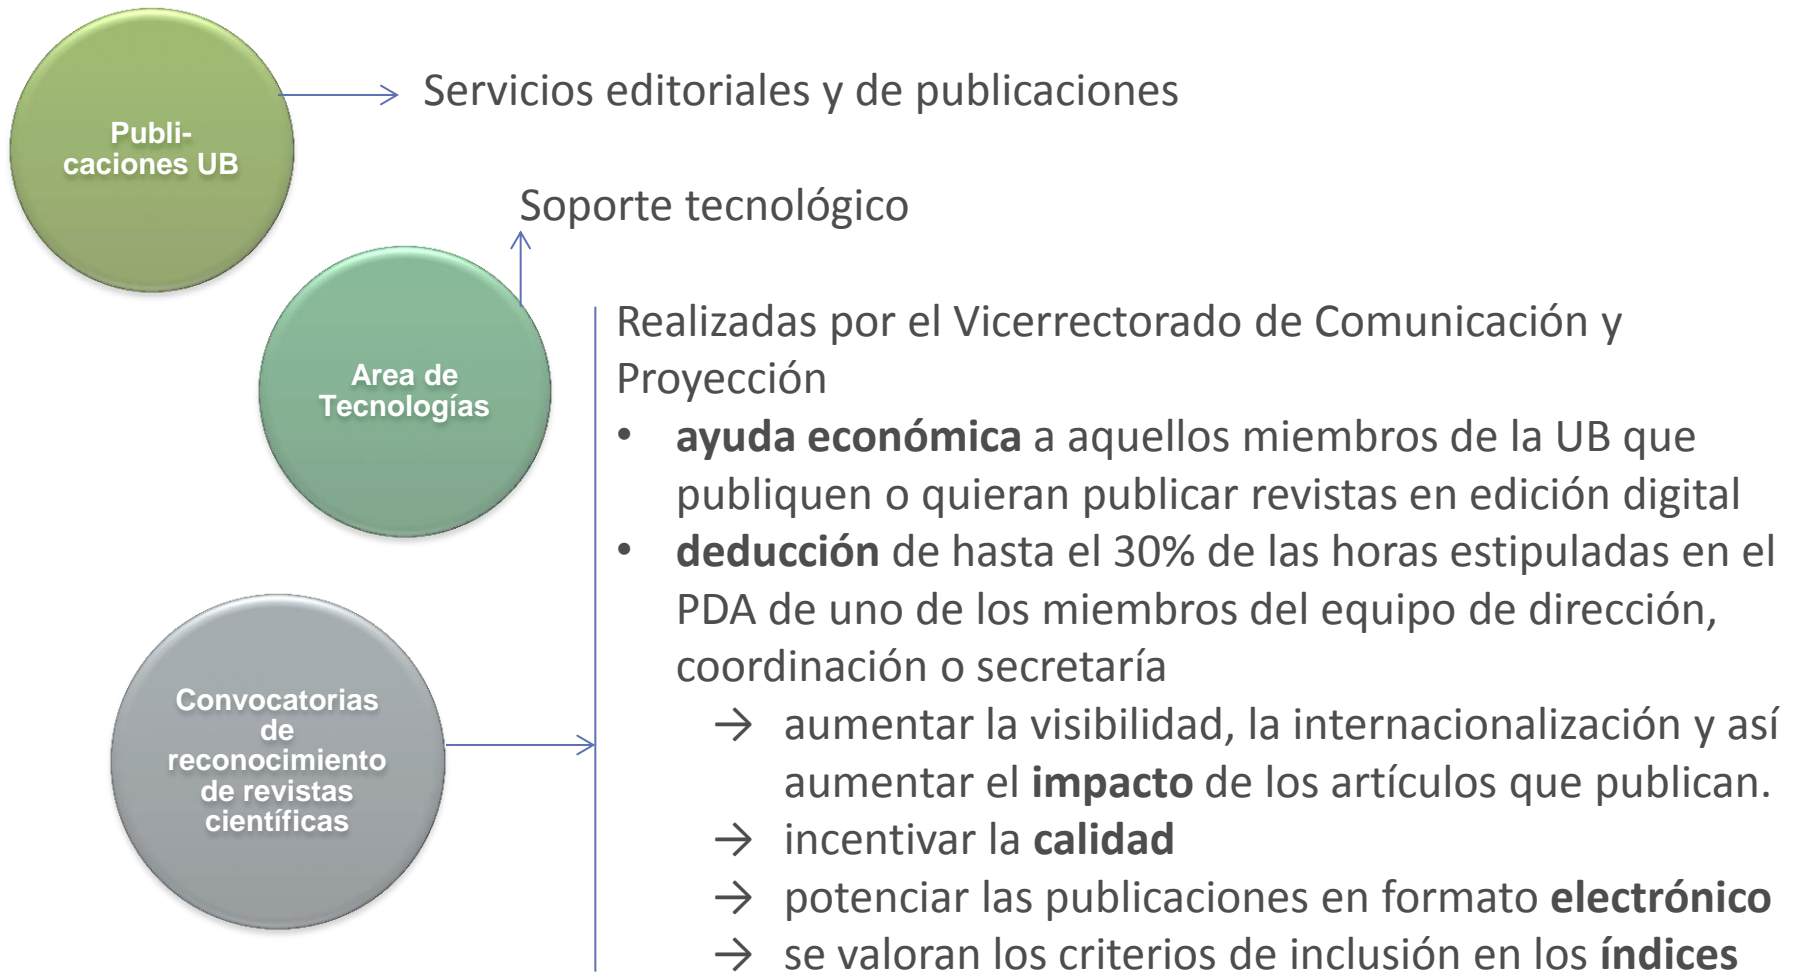 Publi-
caciones UB
Servicios editoriales y de publicaciones
Soporte tecnológico
Area de
Tecnologías
Convocatorias
de
reconocimiento
de revistas
científicas
Realizadas por el Vicerrectorado de Comunicación y
Proyección
• ayuda económica a aquellos miembros de la UB que
publiquen o quieran publicar revistas en edición digital
• deducción de hasta el 30% de las horas estipuladas en el
PDA de uno de los miembros del equipo de dirección,
coordinación o secretaría
→ aumentar la visibilidad, la internacionalización y así
aumentar el impacto de los artículos que publican.
→ incentivar la calidad
→ potenciar las publicaciones en formato electrónico
→ se valoran los criterios de inclusión en los índices